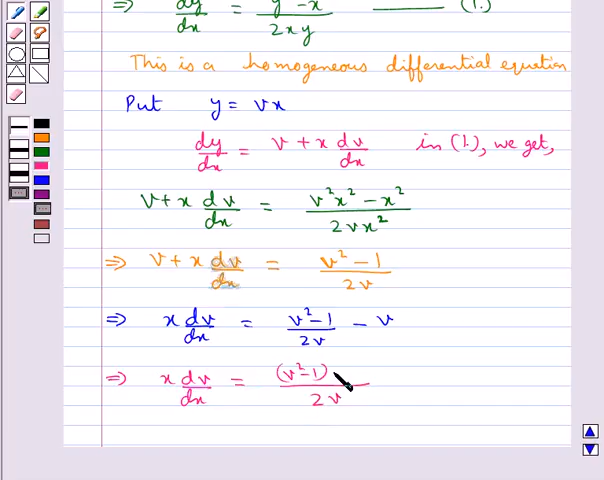 ⇒ dy/dx = y² - x² / 2xy ——— (1.)
This is a homogeneous differential equation
Put y = vx
dy/dx = v + x dv/dx in (1.), we get,
v + x dv/dx = v²x² - x² / 2vx²
⇒ v + x dv/dx = v² - 1 / 2v
⇒ x dv/dx = v² - 1 / 2v - v
⇒ x dv/dx = (v² - 1) / 2v